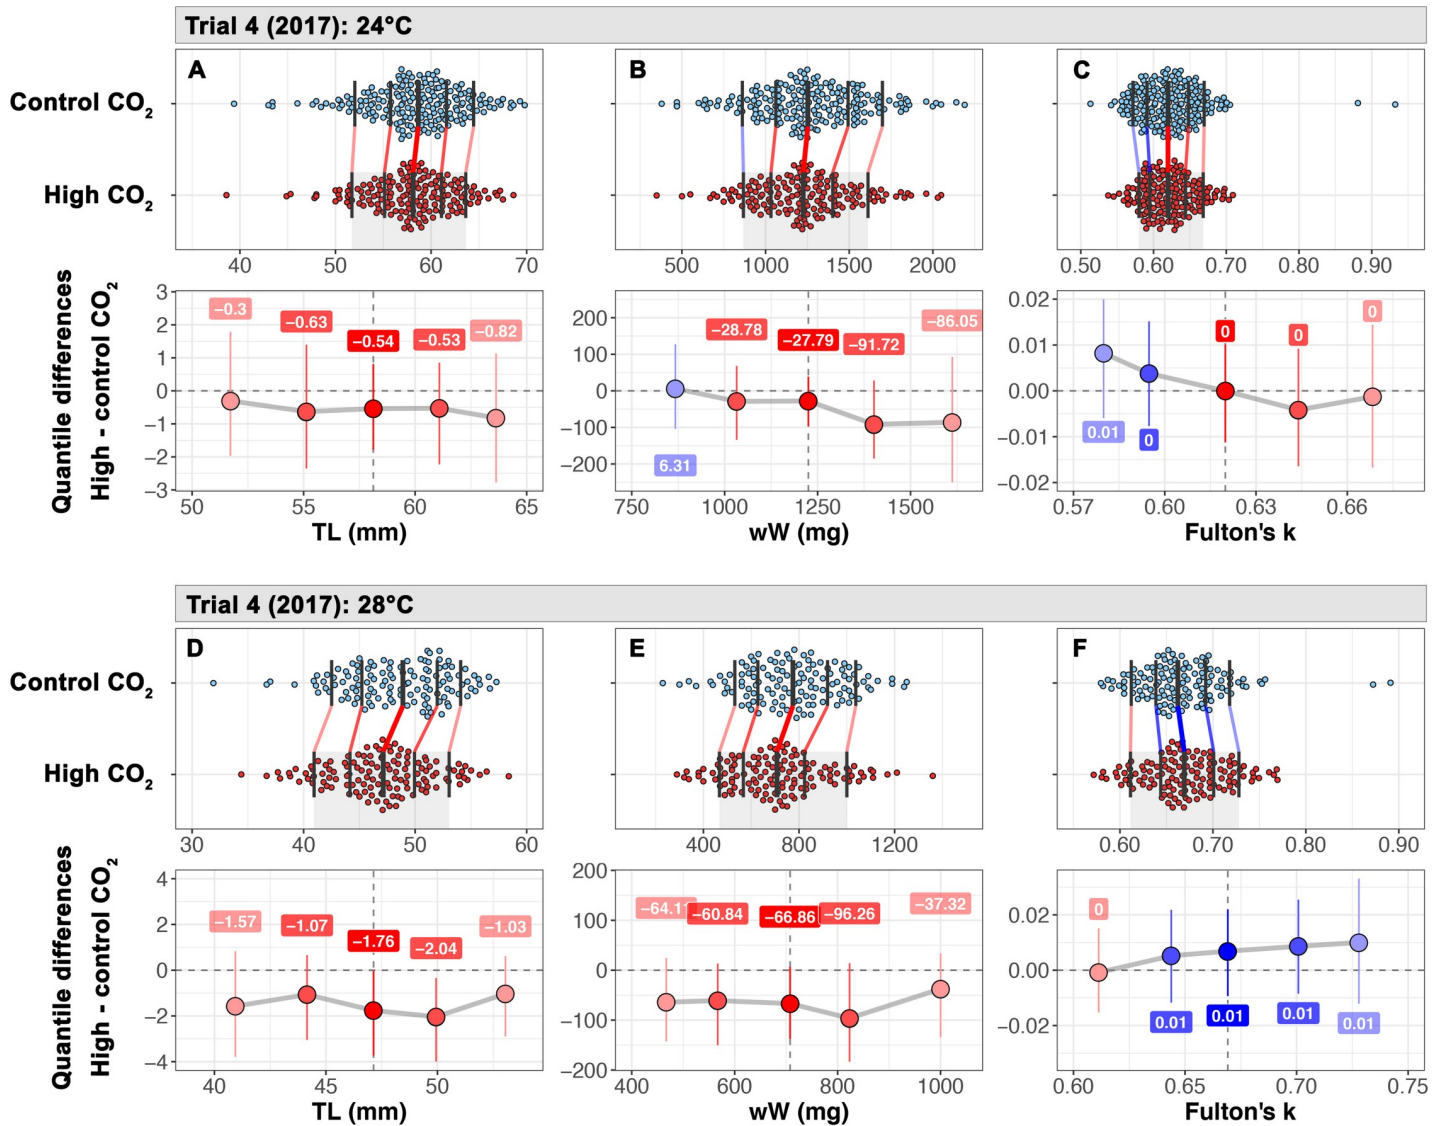 Trial 4 (2017): 24°C
A
B
C
Control CO₂
High CO₂
40 50 60 70
500 1000 1500 2000
0.50 0.60 0.70 0.80 0.90
Quantile differences
High - control CO₂
3
2
1
0
−1
−2
−3
−0.3
−0.63
−0.54
−0.53
−0.82
50 55 60 65
TL (mm)
200
100
0
−100
−200
6.31
−28.78
−27.79
−91.72
−86.05
750 1000 1250 1500
wW (mg)
0.02
0.01
0.00
−0.01
−0.02
0.01
0
0
0
0
0.57 0.60 0.63 0.66
Fulton's k
Trial 4 (2017): 28°C
D
E
F
Control CO₂
High CO₂
30 40 50 60
400 800 1200
0.60 0.70 0.80 0.90
Quantile differences
High - control CO₂
4
2
0
−2
−4
−1.57
−1.07
−1.76
−2.04
−1.03
40 45 50
TL (mm)
200
100
0
−100
−200
−64.11
−60.84
−66.86
−96.26
−37.32
400 600 800 1000
wW (mg)
0.02
0.00
−0.02
0
0.01
0.01
0.01
0.01
0.60 0.65 0.70 0.75
Fulton's k